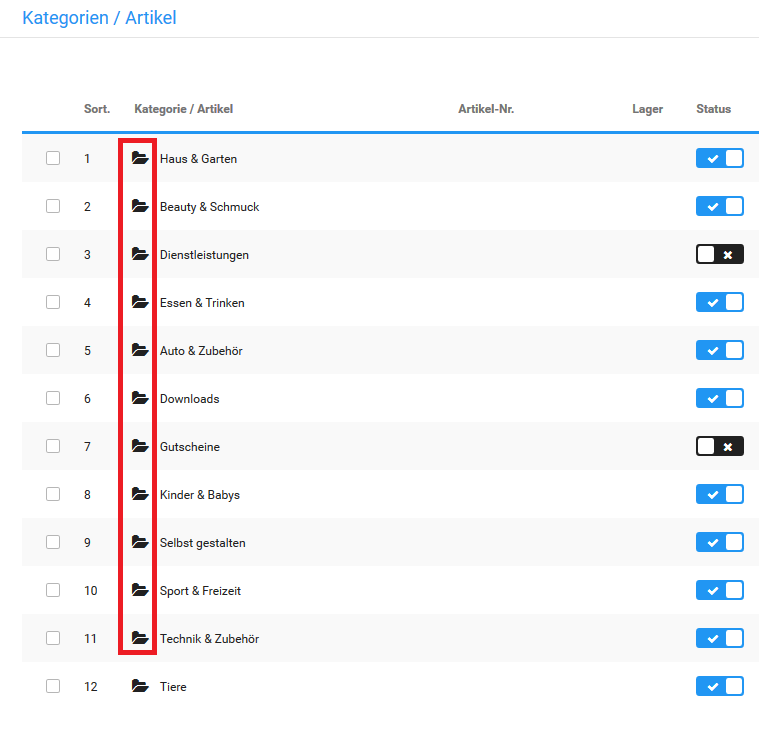 Kategorien / Artikel
Sort. Kategorie / Artikel Artikel-Nr. Lager Status
1 Haus & Garten
2 Beauty & Schmuck
3 Dienstleistungen
4 Essen & Trinken
5 Auto & Zubehör
6 Downloads
7 Gutscheine
8 Kinder & Babys
9 Selbst gestalten
10 Sport & Freizeit
11 Technik & Zubehör
12 Tiere